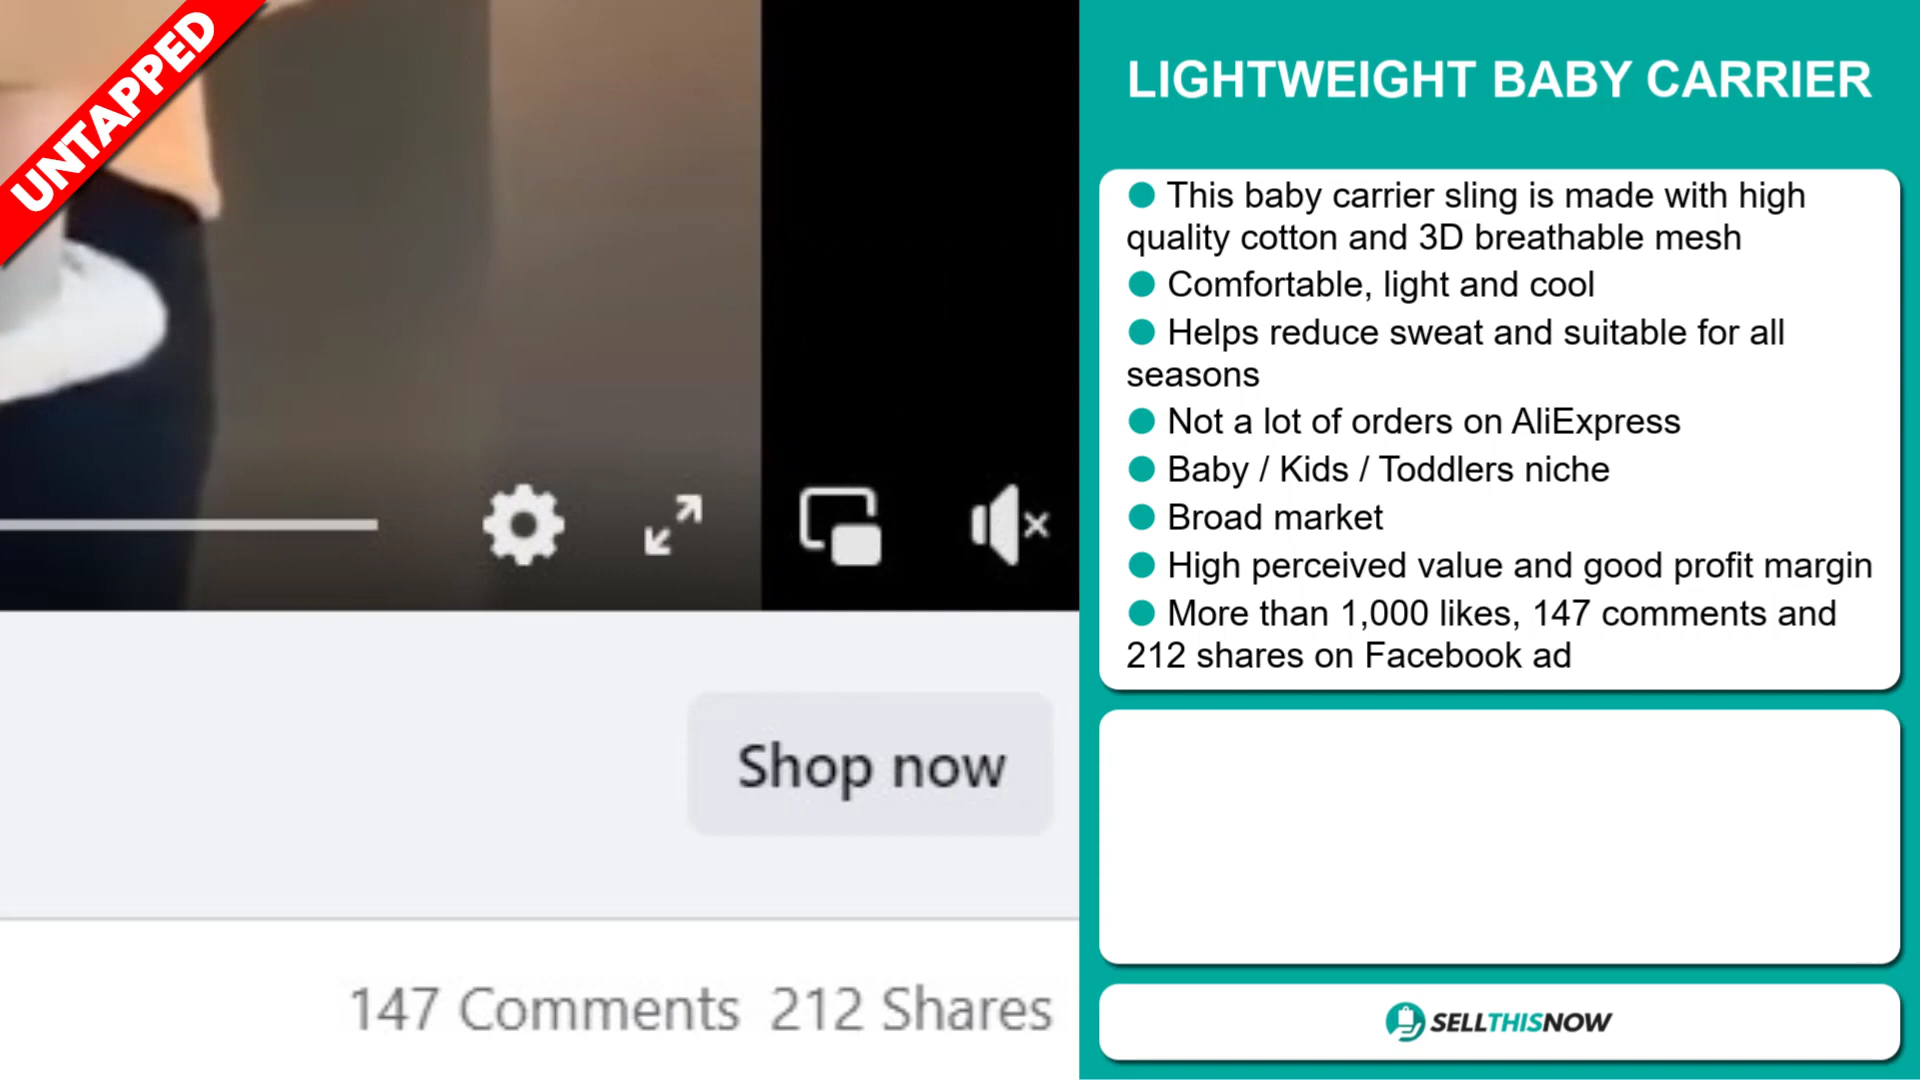 UNTAPPED
LIGHTWEIGHT BABY CARRIER
This baby carrier sling is made with high
quality cotton and 3D breathable mesh
Comfortable, light and cool
Helps reduce sweat and suitable for all
seasons
Not a lot of orders on AliExpress
Baby / Kids / Toddlers niche
Broad market
High perceived value and good profit margin
More than 1,000 likes, 147 comments and
212 shares on Facebook ad
Shop now
147 Comments 212 Shares
SELLTHISNOW